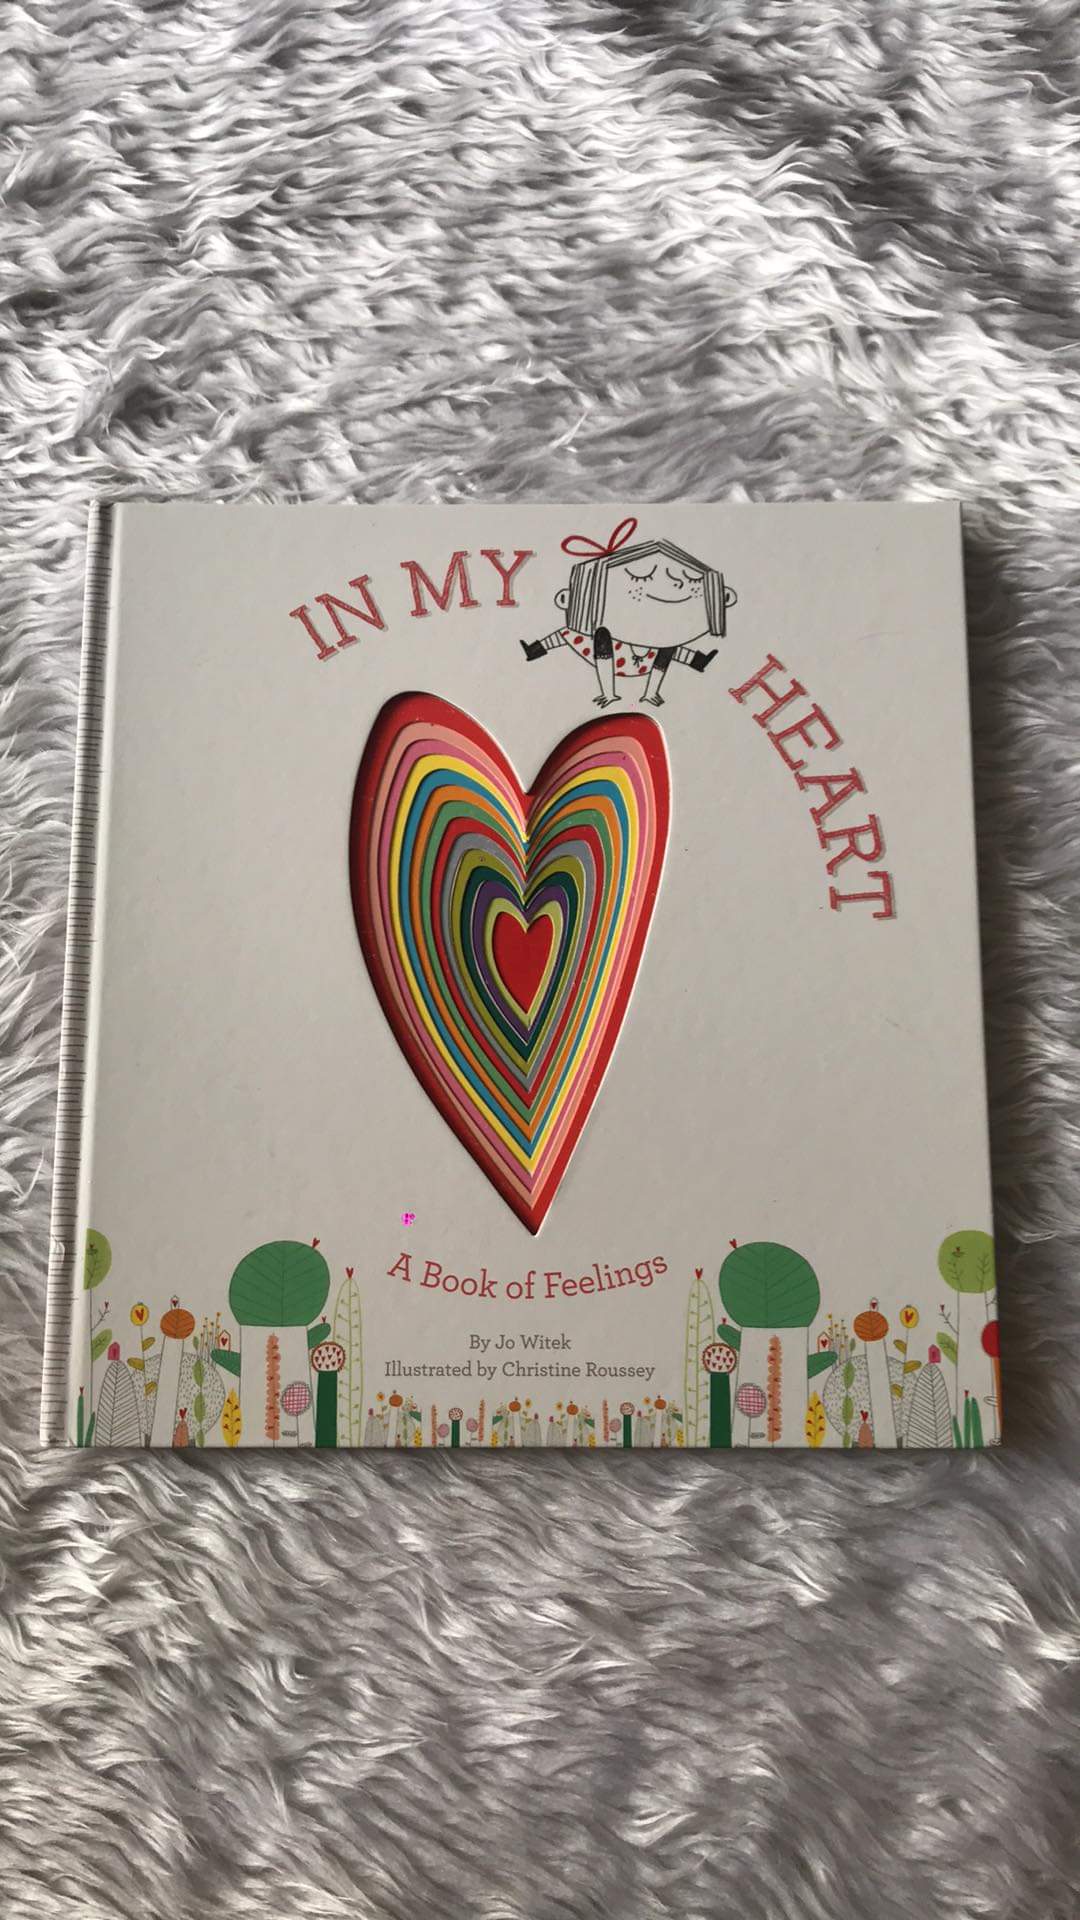 IN MY
HEART
A Book of Feelings
By Jo Witek
Illustrated by Christine Roussey